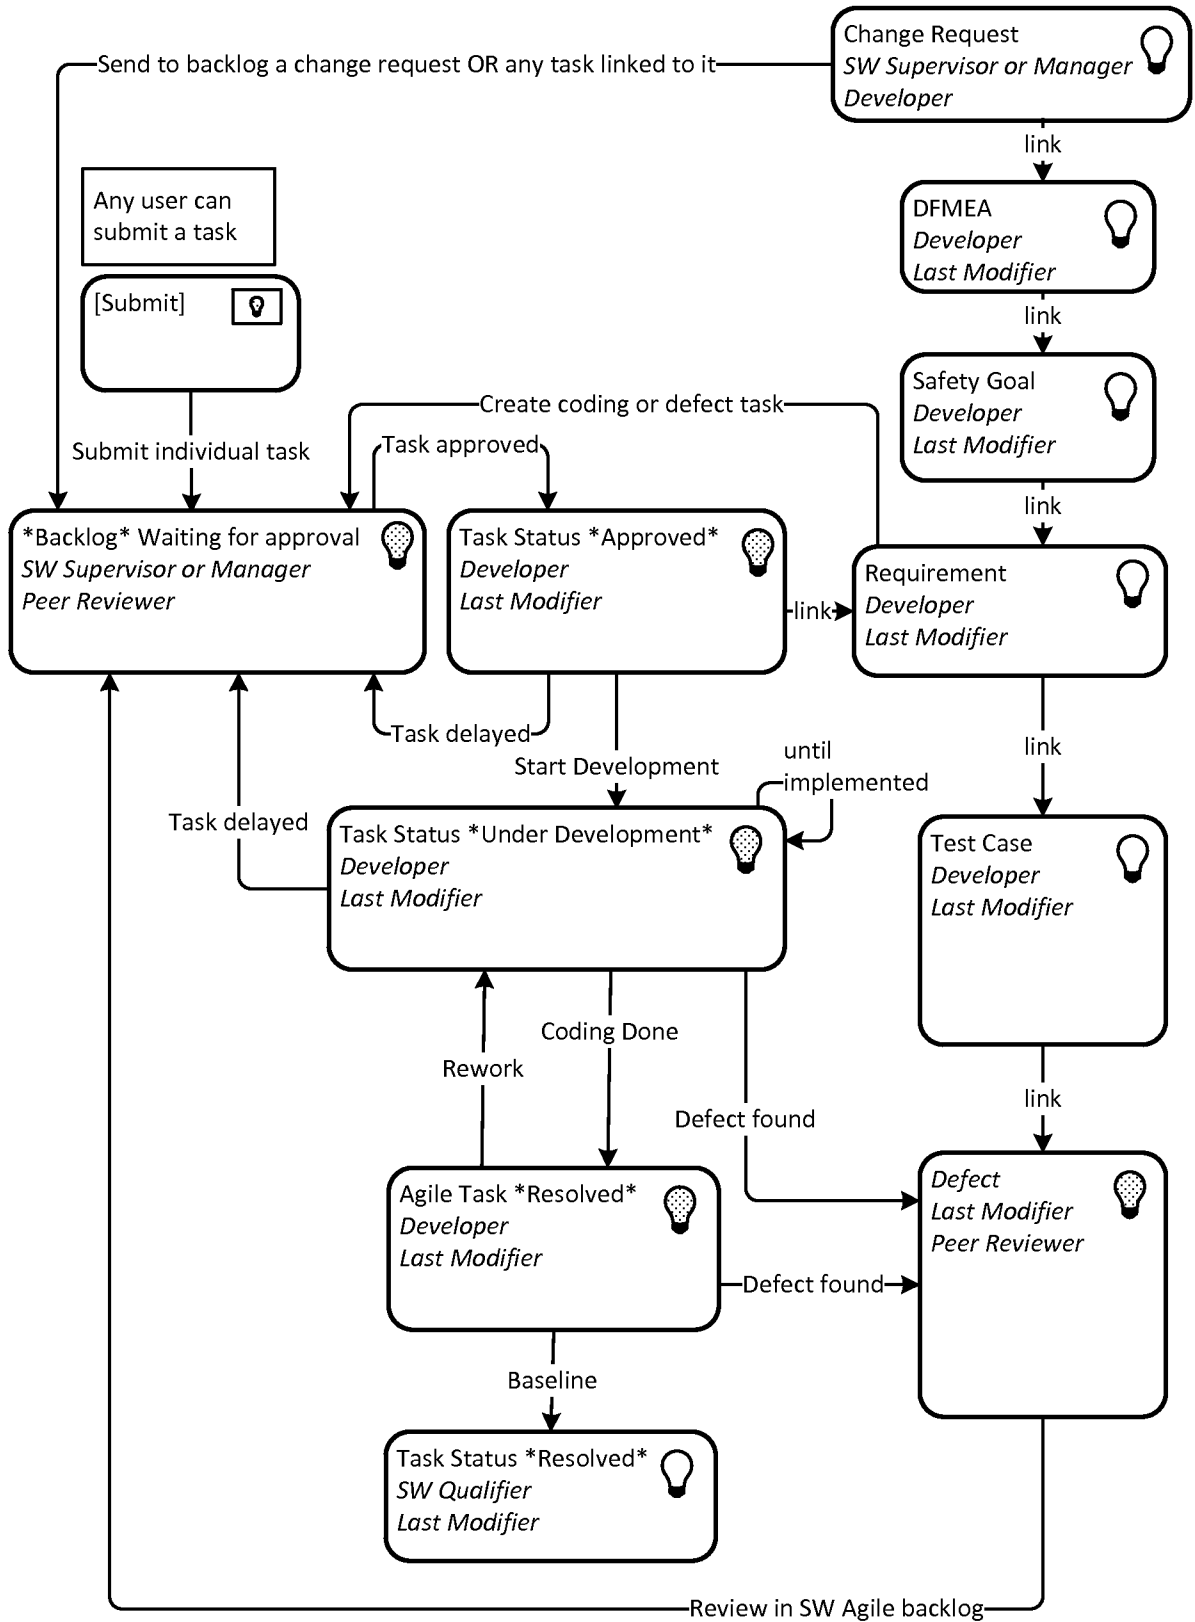 Change Request
SW Supervisor or Manager
Developer
Send to backlog a change request OR any task linked to it
link
Any user can
submit a task
DFMEA
Developer
Last Modifier
[Submit]
link
Safety Goal
Developer
Last Modifier
Create coding or defect task
Task approved
Submit individual task
link
*Backlog* Waiting for approval
SW Supervisor or Manager
Peer Reviewer
Task Status *Approved*
Developer
Last Modifier
link
Requirement
Developer
Last Modifier
Task delayed
Start Development
until
implemented
link
Task delayed
Task Status *Under Development*
Developer
Last Modifier
Test Case
Developer
Last Modifier
Coding Done
Rework
Defect found
link
Agile Task *Resolved*
Developer
Last Modifier
Defect
Last Modifier
Peer Reviewer
Defect found
Baseline
Task Status *Resolved*
SW Qualifier
Last Modifier
Review in SW Agile backlog